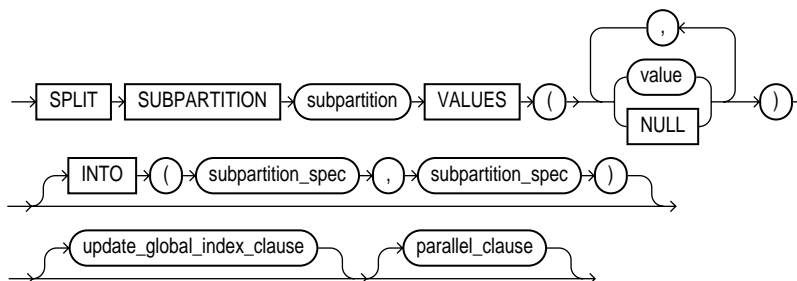 ,
value
SPLIT SUBPARTITION subpartition VALUES ( NULL )
INTO ( subpartition_spec , subpartition_spec )
update_global_index_clause parallel_clause